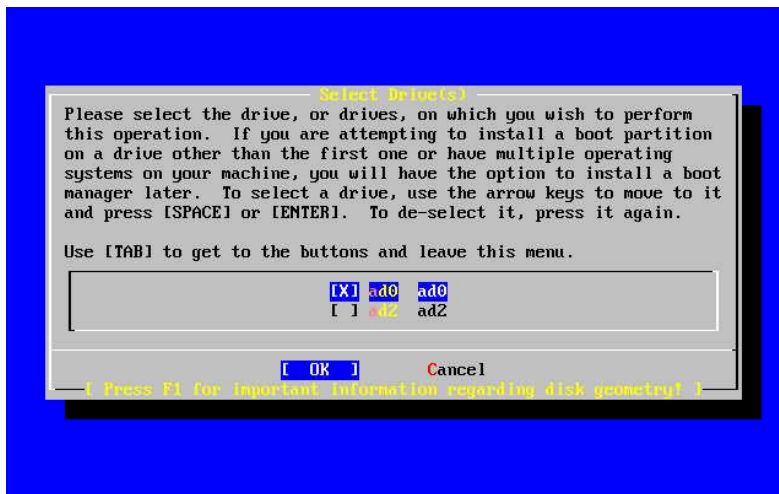 Select Drive(s)
Please select the drive, or drives, on which you wish to perform
this operation.  If you are attempting to install a boot partition
on a drive other than the first one or have multiple operating
systems on your machine, you will have the option to install a boot
manager later.  To select a drive, use the arrow keys to move to it
and press [SPACE] or [ENTER].  To de-select it, press it again.
Use [TAB] to get to the buttons and leave this menu.
[X] ad0 ad0
[ ] ad2 ad2
[ OK ] Cancel
[ Press F1 for important information regarding disk geometry! ]